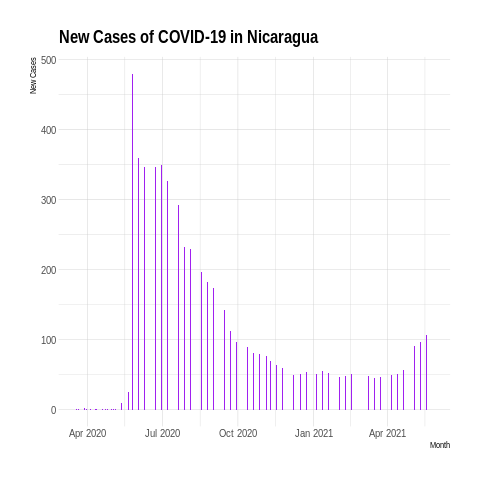 New Cases of COVID-19 in Nicaragua
New Cases
500
400
300
200
100
0
Apr 2020
Jul 2020
Oct 2020
Jan 2021
Apr 2021
Month